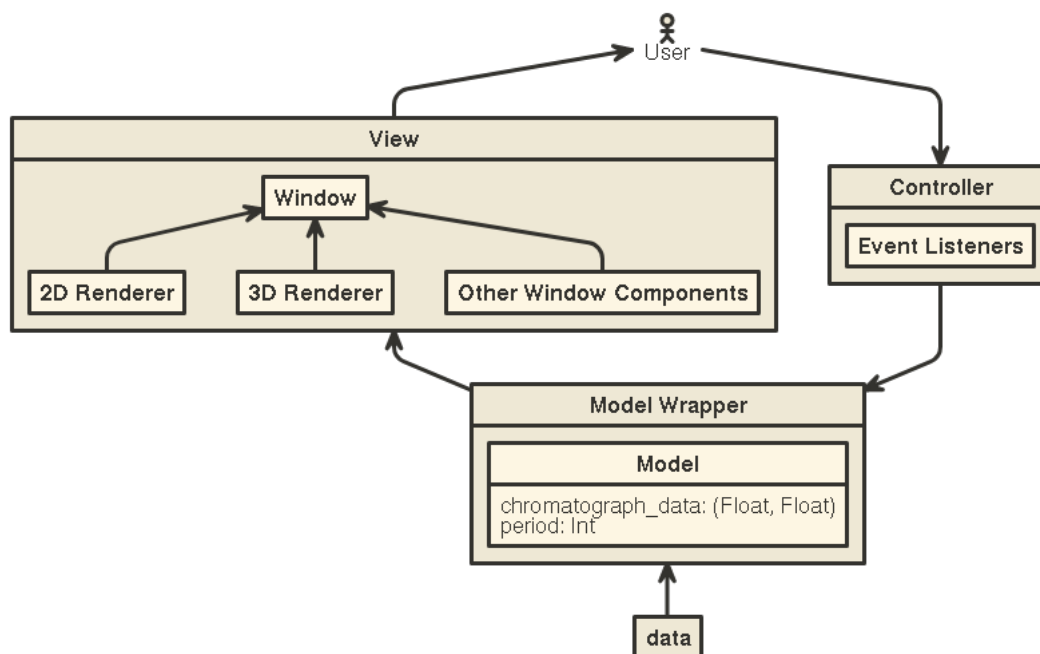 User
View
Controller
Window
Event Listeners
2D Renderer
3D Renderer
Other Window Components
Model Wrapper
Model
chromatograph_data: (Float, Float)
period: Int
data